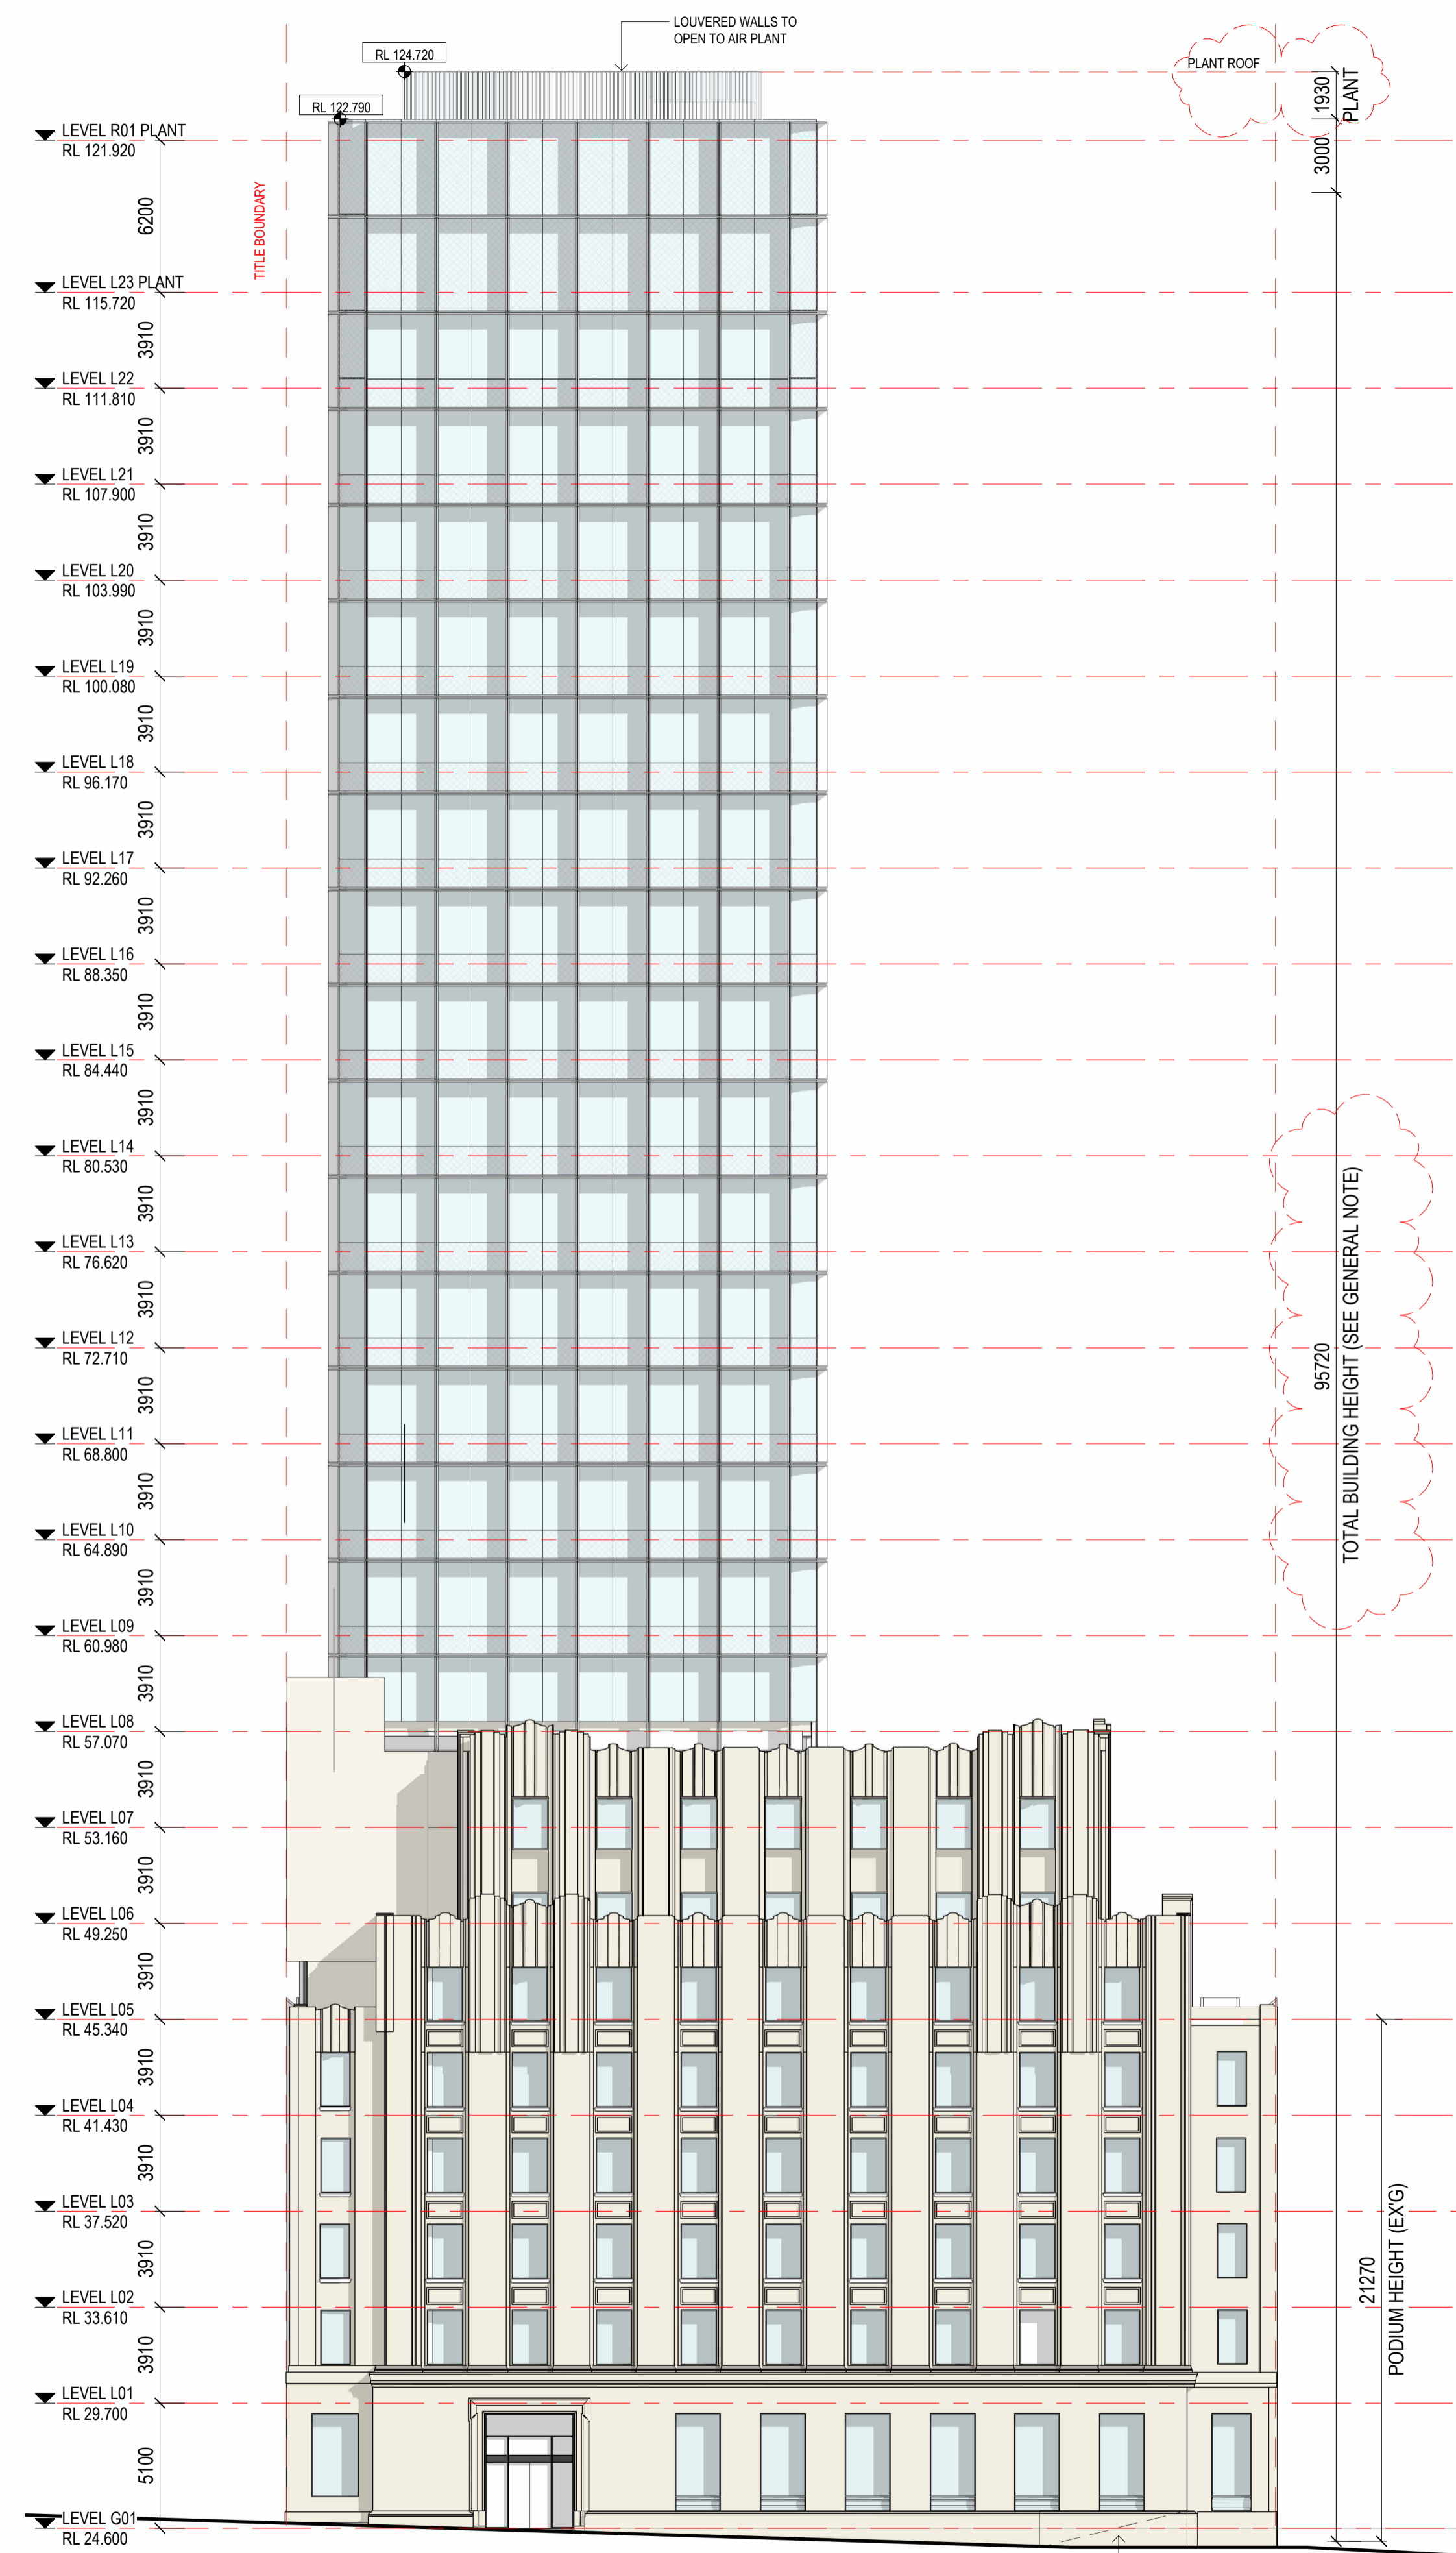 LOUVERED WALLS TO
OPEN TO AIR PLANT
RL 124.720
PLANT ROOF
RL 122.790
1930
PLANT
3000
LEVEL R01 PLANT
RL 121.920
6200
TITLE BOUNDARY
LEVEL L23 PLANT
RL 115.720
3910
LEVEL L22
RL 111.810
3910
LEVEL L21
RL 107.900
3910
LEVEL L20
RL 103.990
3910
LEVEL L19
RL 100.080
3910
LEVEL L18
RL 96.170
3910
LEVEL L17
RL 92.260
3910
LEVEL L16
RL 88.350
3910
LEVEL L15
RL 84.440
3910
LEVEL L14
RL 80.530
3910
LEVEL L13
RL 76.620
3910
LEVEL L12
RL 72.710
95720
TOTAL BUILDING HEIGHT (SEE GENERAL NOTE)
3910
LEVEL L11
RL 68.800
3910
LEVEL L10
RL 64.890
3910
LEVEL L09
RL 60.980
3910
LEVEL L08
RL 57.070
3910
LEVEL L07
RL 53.160
3910
LEVEL L06
RL 49.250
3910
LEVEL L05
RL 45.340
3910
LEVEL L04
RL 41.430
3910
LEVEL L03
RL 37.520
3910
LEVEL L02
RL 33.610
21270
PODIUM HEIGHT (EX'G)
3910
LEVEL L01
RL 29.700
5100
LEVEL G01
RL 24.600